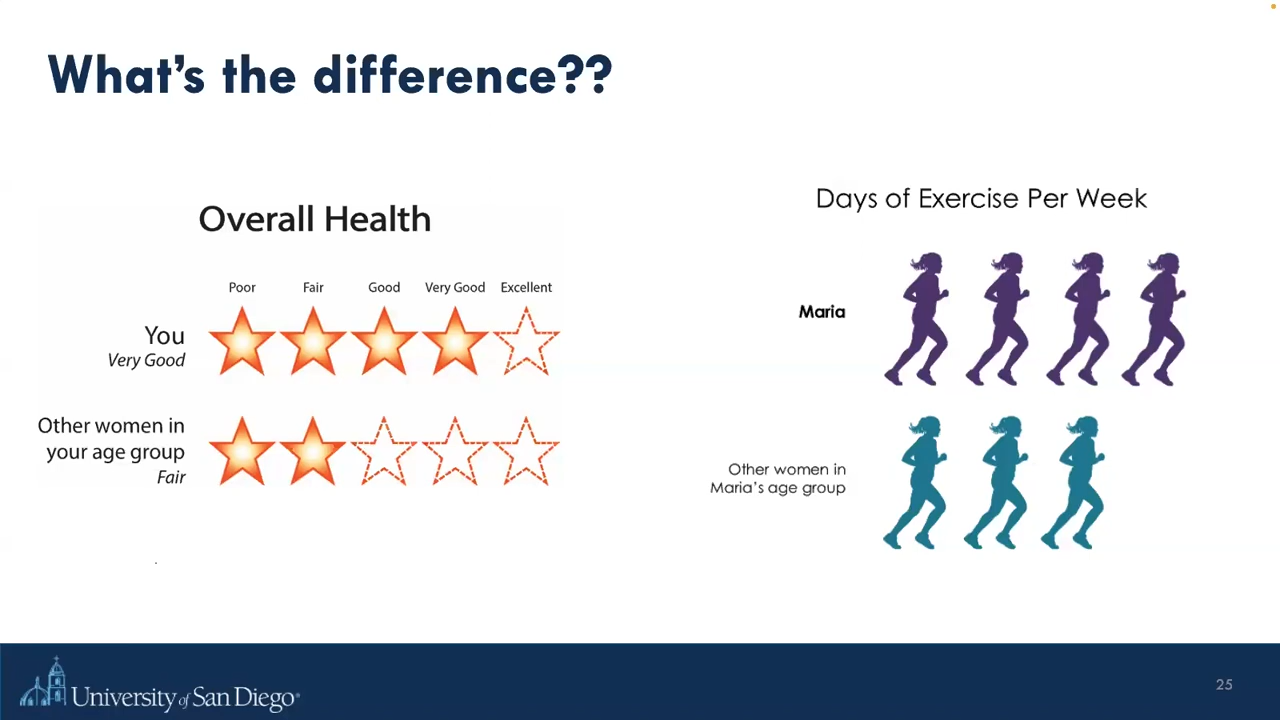 What's the difference??
Overall Health
Poor Fair Good Very Good Excellent
You
Very Good
Other women in
your age group
Fair
Days of Exercise Per Week
Maria
Other women in
Maria's age group
University of San Diego®
25